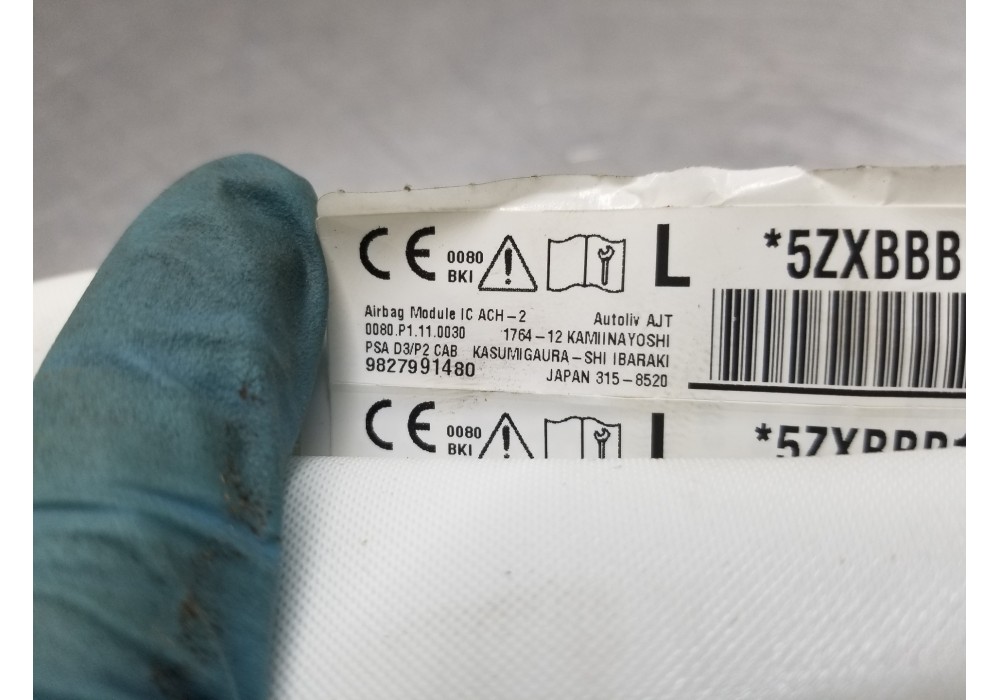 CE 0080 BKI L *5ZXBBB
Airbag Module IC ACH-2 Autoliv AJT
0080.P1.11.0030 1764-12 KAMIINAYOSHI
PSA D3/P2 CAB KASUMIGAURA-SHI IBARAKI
9827991480 JAPAN 315-8520
CE 0080 BKI L